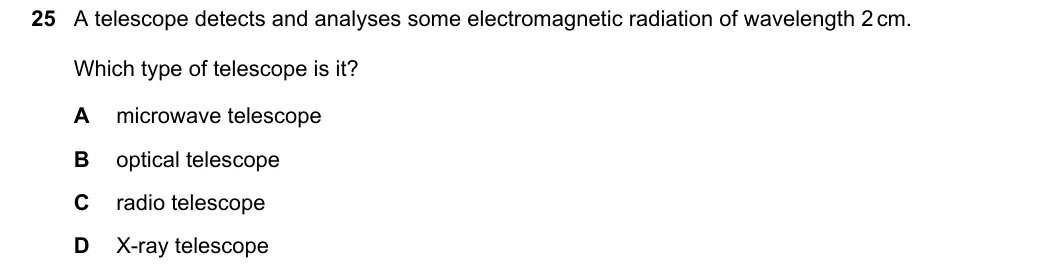 25 A telescope detects and analyses some electromagnetic radiation of wavelength 2 cm.
Which type of telescope is it?
A microwave telescope
B optical telescope
C radio telescope
D X-ray telescope